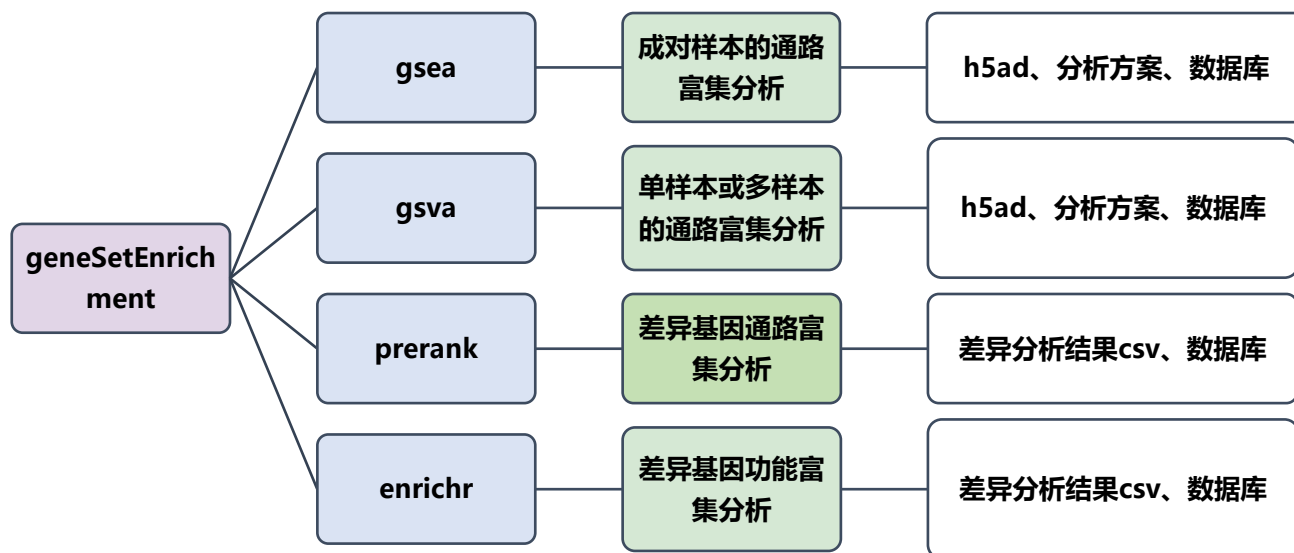 geneSetEnrich
ment
gsea
成对样本的通路
富集分析
h5ad、分析方案、数据库
gsva
单样本或多样本
的通路富集分析
h5ad、分析方案、数据库
prerank
差异基因通路富
集分析
差异分析结果csv、数据库
enrichr
差异基因功能富
集分析
差异分析结果csv、数据库